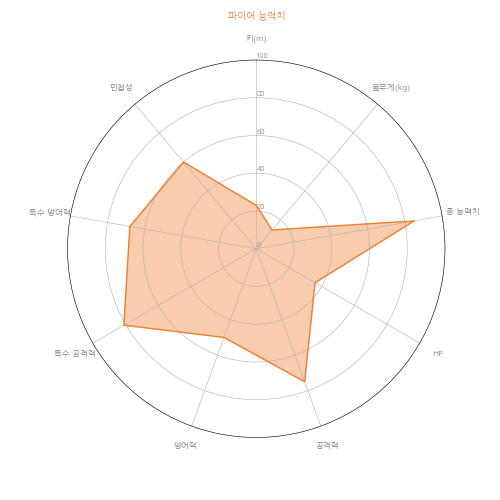 파이어 능력치
키(m)
100
민첩성
몸무게(kg)
80
60
40
특수 방어력
20
총 능력치
0
특수 공격력
HP
방어력
공격력